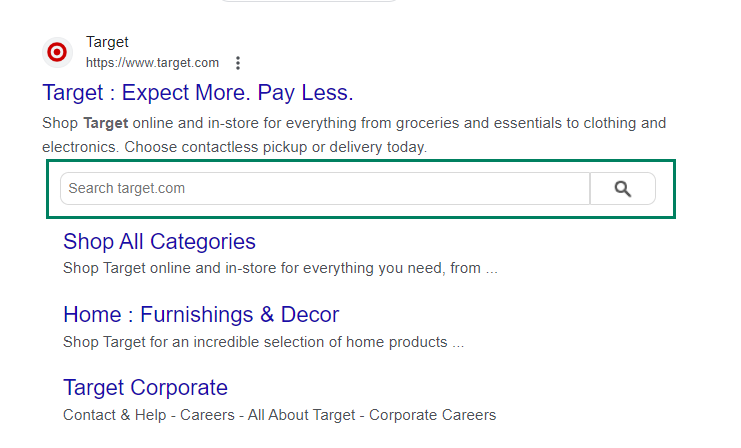 Target
https://www.target.com
Target : Expect More. Pay Less.
Shop Target online and in-store for everything from groceries and essentials to clothing and
electronics. Choose contactless pickup or delivery today.
Search target.com
Shop All Categories
Shop Target online and in-store for everything you need, from ...
Home : Furnishings & Decor
Shop Target for an incredible selection of home products ...
Target Corporate
Contact & Help - Careers - All About Target - Corporate Careers